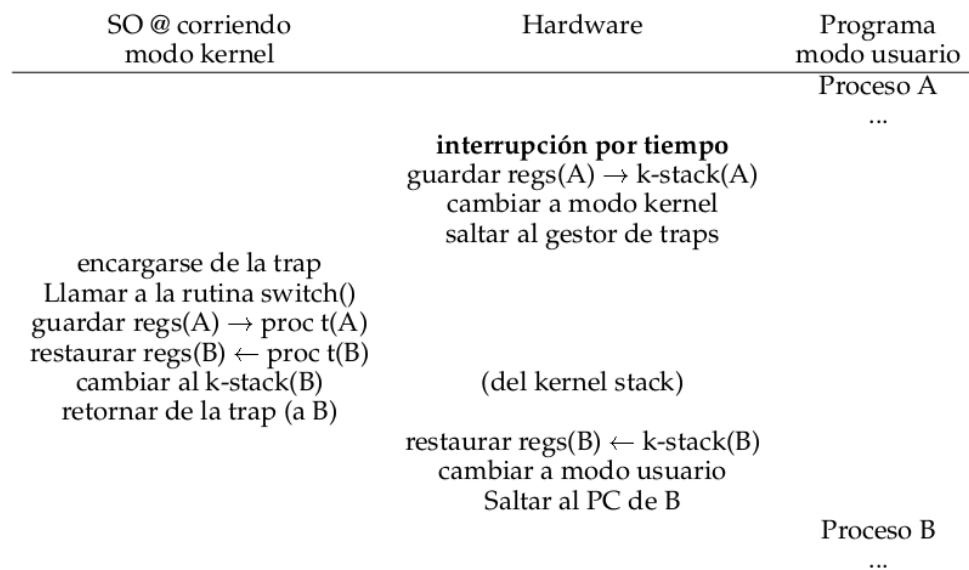 SO @ corriendo Hardware Programa
modo kernel modo usuario
Proceso A
...
interrupción por tiempo
guardar regs(A) → k-stack(A)
cambiar a modo kernel
saltar al gestor de traps
encargarse de la trap
Llamar a la rutina switch()
guardar regs(A) → proc t(A)
restaurar regs(B) ← proc t(B)
cambiar al k-stack(B) (del kernel stack)
retornar de la trap (a B)
restaurar regs(B) ← k-stack(B)
cambiar a modo usuario
Saltar al PC de B
Proceso B
...